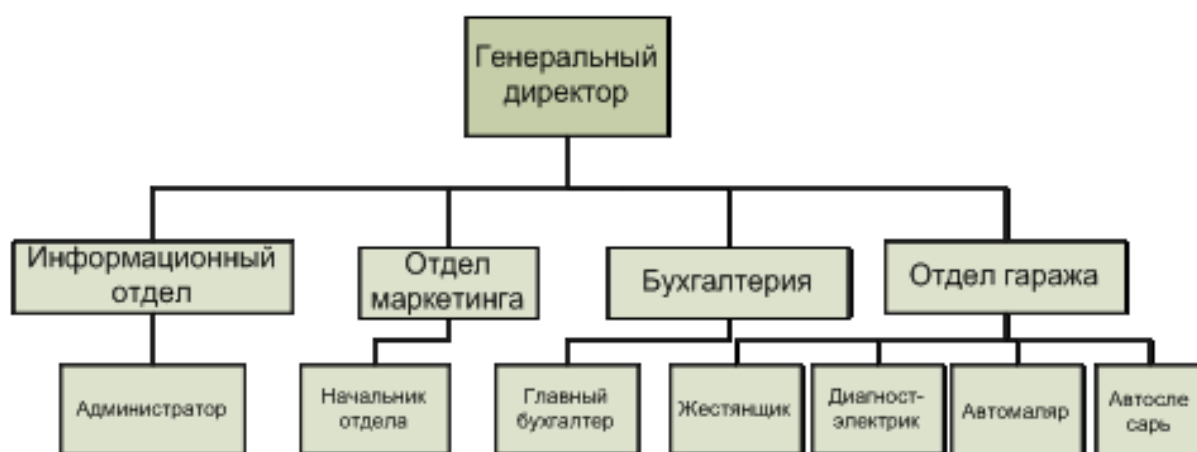 Генеральный
директор
Информационный
отдел
Отдел
маркетинга
Бухгалтерия
Отдел гаража
Администратор
Начальник
отдела
Главный
бухгалтер
Жестянщик
Диагност-
электрик
Автомаляр
Автосле
сарь